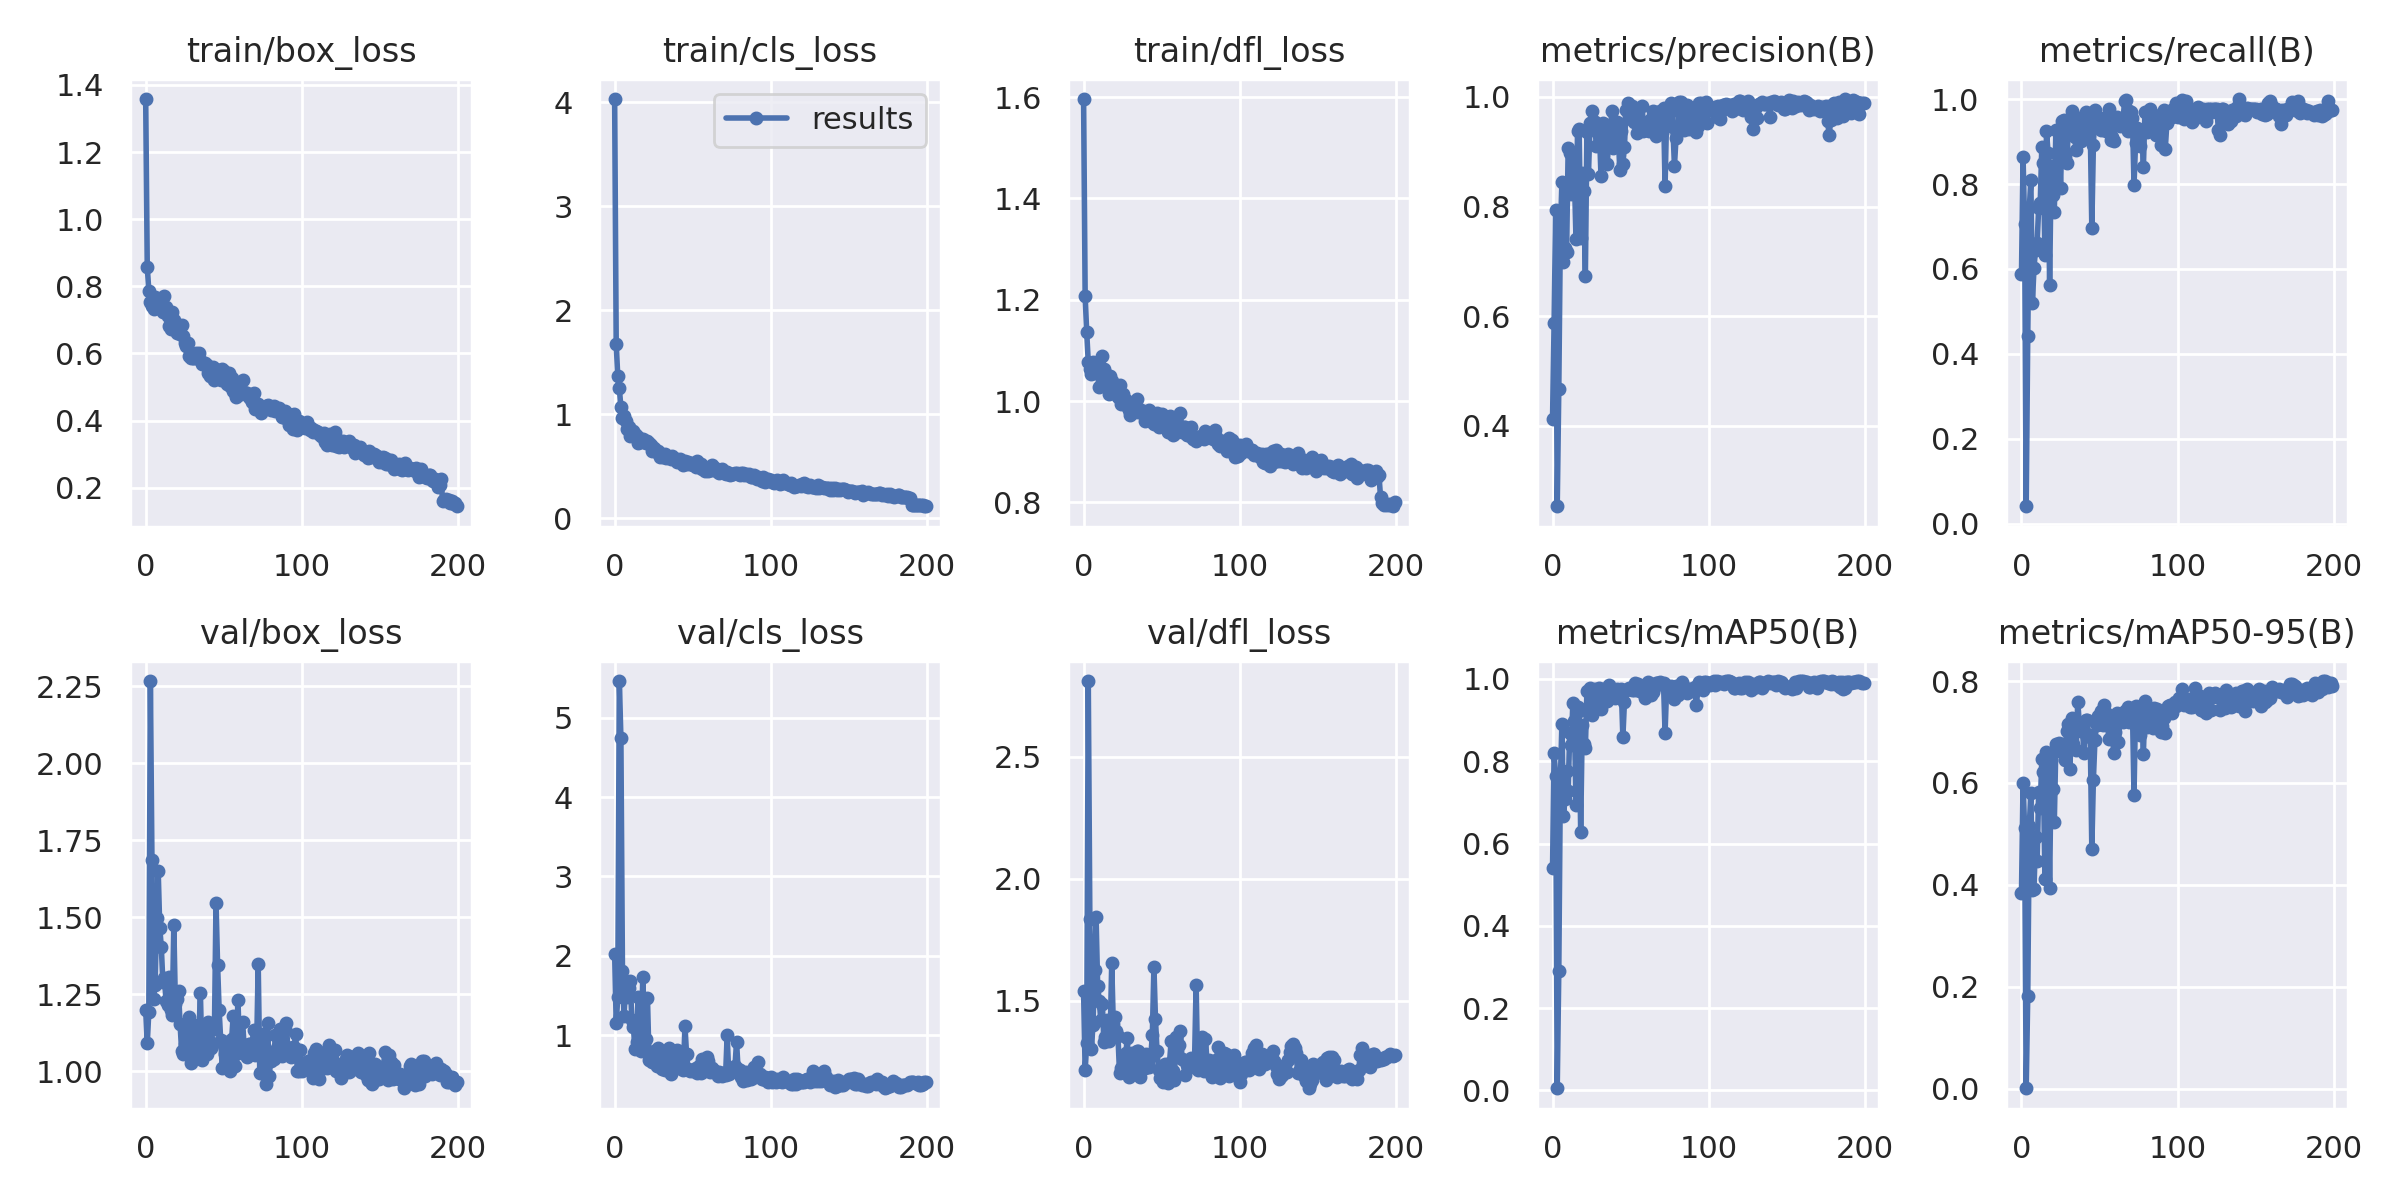 train/box_loss
1.4
1.2
1.0
0.8
0.6
0.4
0.2
0 100 200
train/cls_loss
results
4
3
2
1
0
0 100 200
train/dfl_loss
1.6
1.4
1.2
1.0
0.8
0 100 200
metrics/precision(B)
1.0
0.8
0.6
0.4
0 100 200
metrics/recall(B)
1.0
0.8
0.6
0.4
0.2
0.0
0 100 200
val/box_loss
2.25
2.00
1.75
1.50
1.25
1.00
0 100 200
val/cls_loss
5
4
3
2
1
0 100 200
val/dfl_loss
2.5
2.0
1.5
0 100 200
metrics/mAP50(B)
1.0
0.8
0.6
0.4
0.2
0.0
0 100 200
metrics/mAP50-95(B)
0.8
0.6
0.4
0.2
0.0
0 100 200